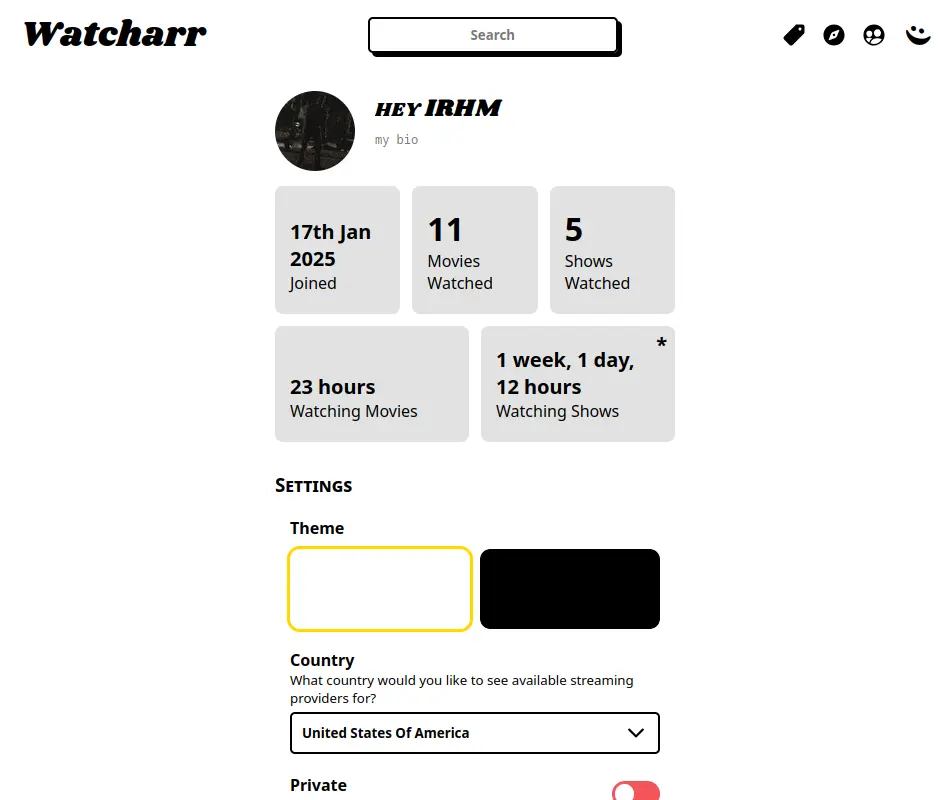 Watcharr
Search
HEY IRHM
my bio
17th Jan
2025
Joined
11
Movies
Watched
5
Shows
Watched
23 hours
Watching Movies
*
1 week, 1 day,
12 hours
Watching Shows
SETTINGS
Theme
Country
What country would you like to see available streaming
providers for?
United States Of America
Private